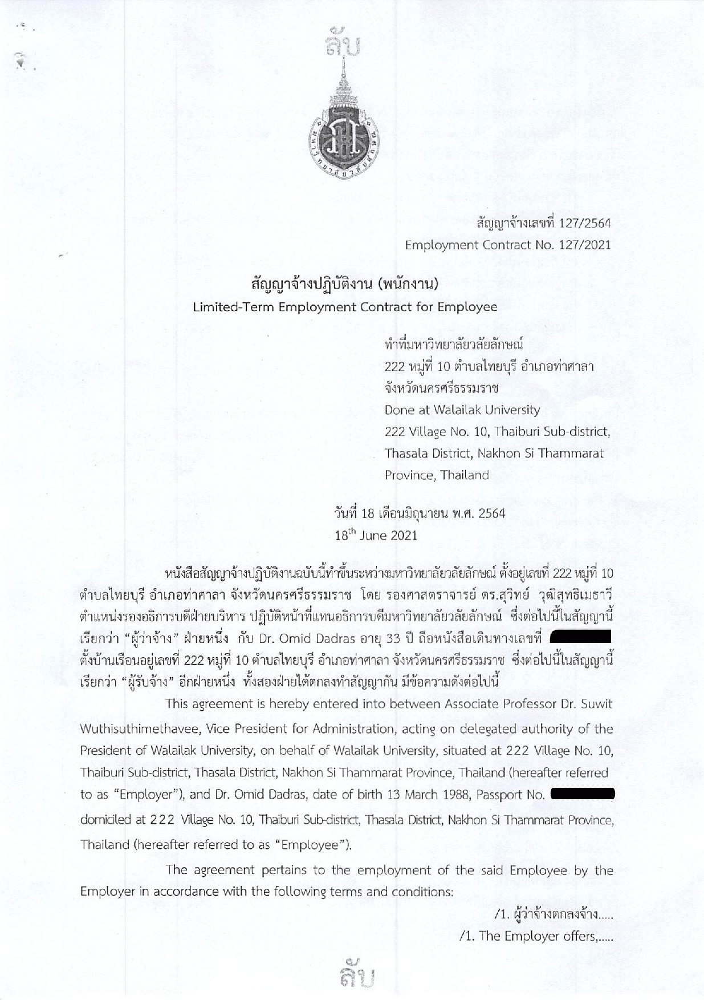 ลับ
มหาวิทยาลัยวลัยลักษณ์
สัญญาจ้างเลขที่ 127/2564
Employment Contract No. 127/2021
สัญญาจ้างปฏิบัติงาน (พนักงาน)
Limited-Term Employment Contract for Employee
ทำที่มหาวิทยาลัยวลัยลักษณ์
222 หมู่ที่ 10 ตำบลไทยบุรี อำเภอท่าศาลา
จังหวัดนครศรีธรรมราช
Done at Walailak University
222 Village No. 10, Thaiburi Sub-district,
Thasala District, Nakhon Si Thammarat
Province, Thailand
วันที่ 18 เดือนมิถุนายน พ.ศ. 2564
18th June 2021
หนังสือสัญญาจ้างปฏิบัติงานฉบับนี้ทำขึ้นระหว่างมหาวิทยาลัยวลัยลักษณ์ ตั้งอยู่เลขที่ 222 หมู่ที่ 10
ตำบลไทยบุรี อำเภอท่าศาลา จังหวัดนครศรีธรรมราช โดย รองศาสตราจารย์ ดร.สุวิทย์ วุฒิสุทธิเมธาวี
ตำแหน่งรองอธิการบดีฝ่ายบริหาร ปฏิบัติหน้าที่แทนอธิการบดีมหาวิทยาลัยวลัยลักษณ์ ซึ่งต่อไปนี้ในสัญญานี้
เรียกว่า “ผู้ว่าจ้าง” ฝ่ายหนึ่ง กับ Dr. Omid Dadras อายุ 33 ปี ถือหนังสือเดินทางเลขที่
ตั้งบ้านเรือนอยู่เลขที่ 222 หมู่ที่ 10 ตำบลไทยบุรี อำเภอท่าศาลา จังหวัดนครศรีธรรมราช ซึ่งต่อไปนี้ในสัญญานี้
เรียกว่า “ผู้รับจ้าง” อีกฝ่ายหนึ่ง ทั้งสองฝ่ายได้ตกลงทำสัญญากัน มีข้อความดังต่อไปนี้
This agreement is hereby entered into between Associate Professor Dr. Suwit
Wuthisuthimethavee, Vice President for Administration, acting on delegated authority of the
President of Walailak University, on behalf of Walailak University, situated at 222 Village No. 10,
Thaiburi Sub-district, Thasala District, Nakhon Si Thammarat Province, Thailand (hereafter referred
to as “Employer”), and Dr. Omid Dadras, date of birth 13 March 1988, Passport No.
domiciled at 222 Village No. 10, Thaiburi Sub-district, Thasala District, Nakhon Si Thammarat Province,
Thailand (hereafter referred to as “Employee”).
The agreement pertains to the employment of the said Employee by the
Employer in accordance with the following terms and conditions:
/1. ผู้ว่าจ้างตกลงจ้าง.....
/1. The Employer offers,.....
ลับ